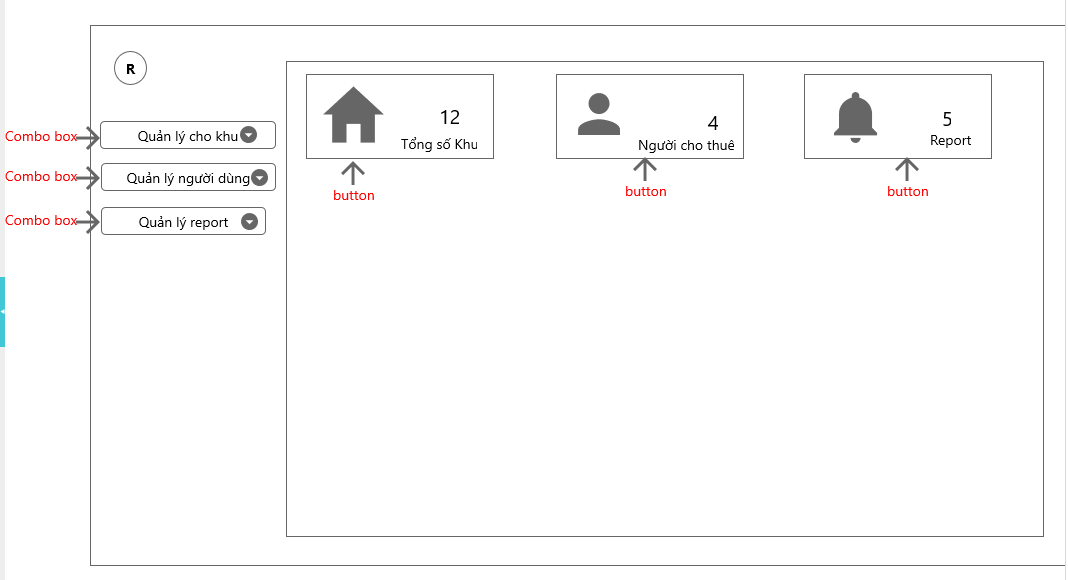 R
Combo box
Quản lý cho khu
Combo box
Quản lý người dùng
Combo box
Quản lý report
12
Tổng số Khu
button
4
Người cho thuê
button
5
Report
button